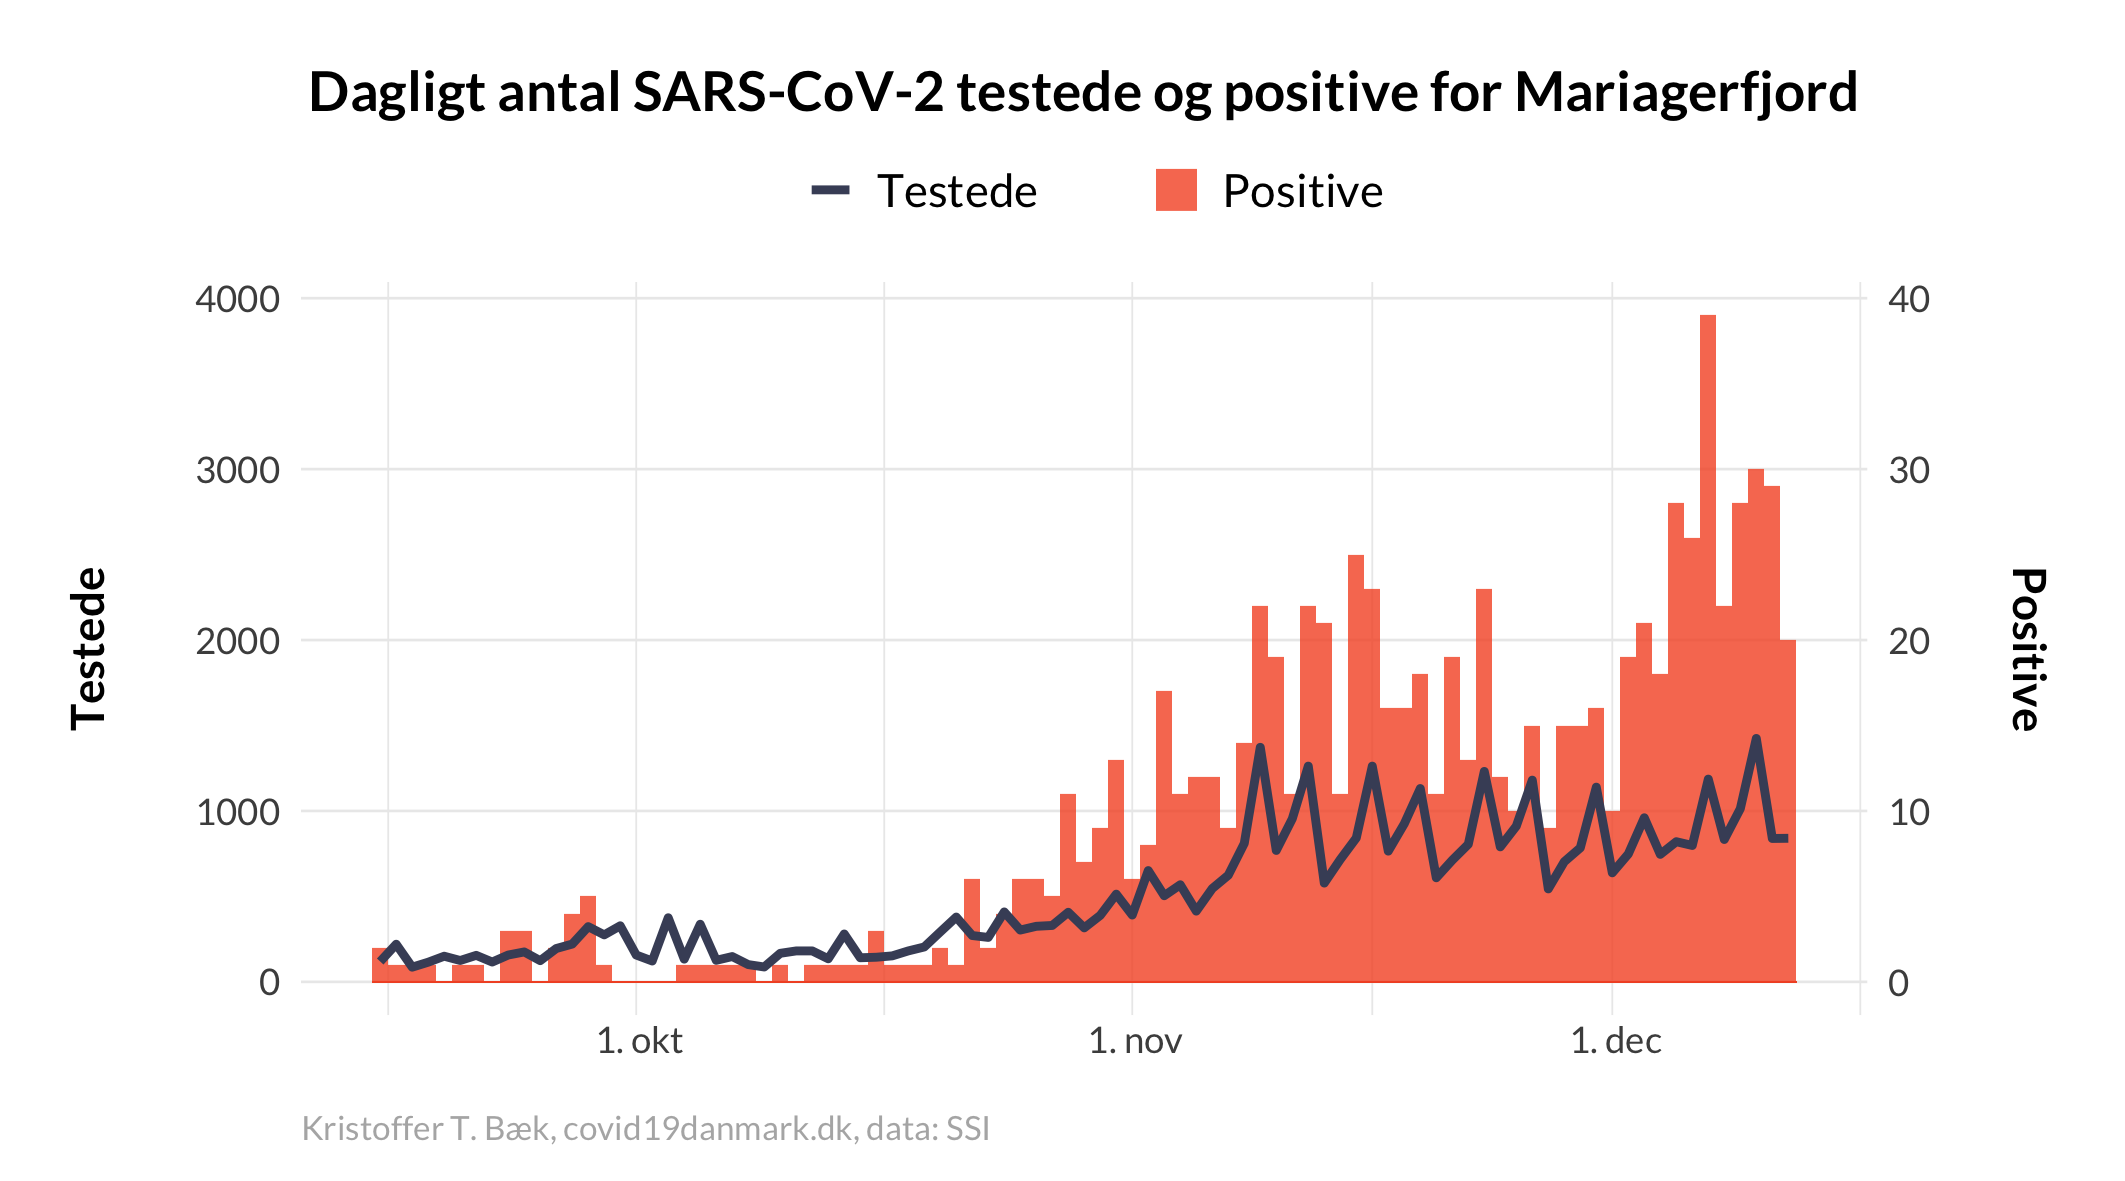 Dagligt antal SARS-CoV-2 testede og positive for Mariagerfjord
Testede
Positive
4000
3000
2000
1000
0
40
30
20
10
0
Testede
Positive
1. okt
1. nov
1. dec
Kristoffer T. Bæk, covid19danmark.dk, data: SSI